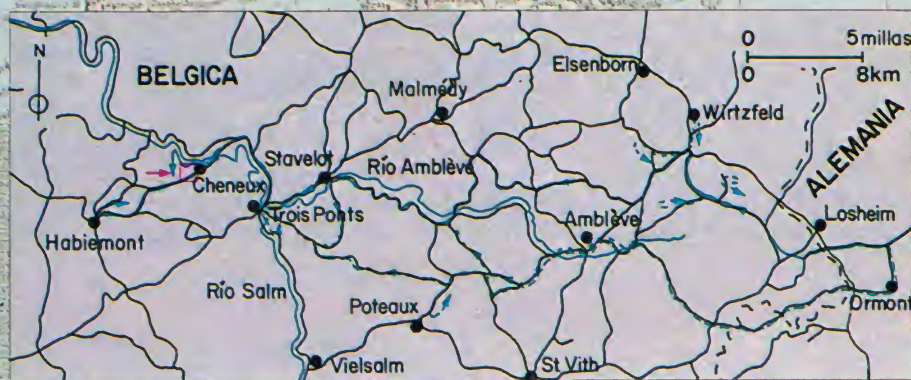 N
BELGICA
Malmédy
Elsenborn
0 5 millas
0 8km
Wirtzfeld
ALEMANIA
Cheneux
Stavelot
Río Amblève
Habiemont
Trois Ponts
Amblève
Losheim
Río Salm
Poteaux
Ormont
Vielsalm
St Vith